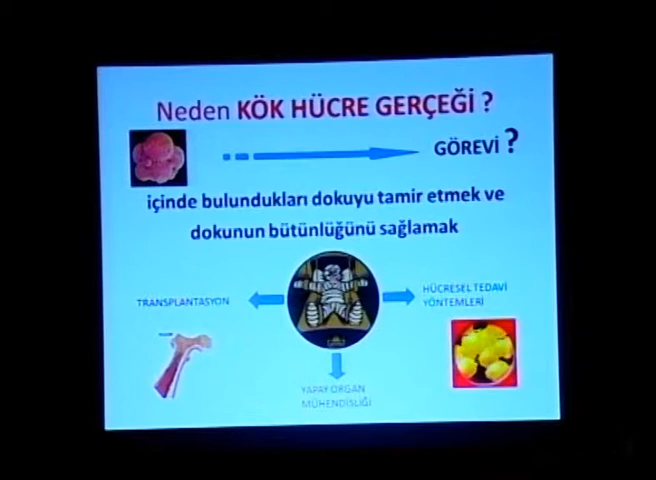 Neden KÖK HÜCRE GERÇEĞİ ?
GÖREVİ ?
içinde bulundukları dokuyu tamir etmek ve
dokunun bütünlüğünü sağlamak
TRANSPLANTASYON
HÜCRESEL TEDAVİ
YÖNTEMLERİ
YAPAY ORGAN
MÜHENDİSLİĞİ